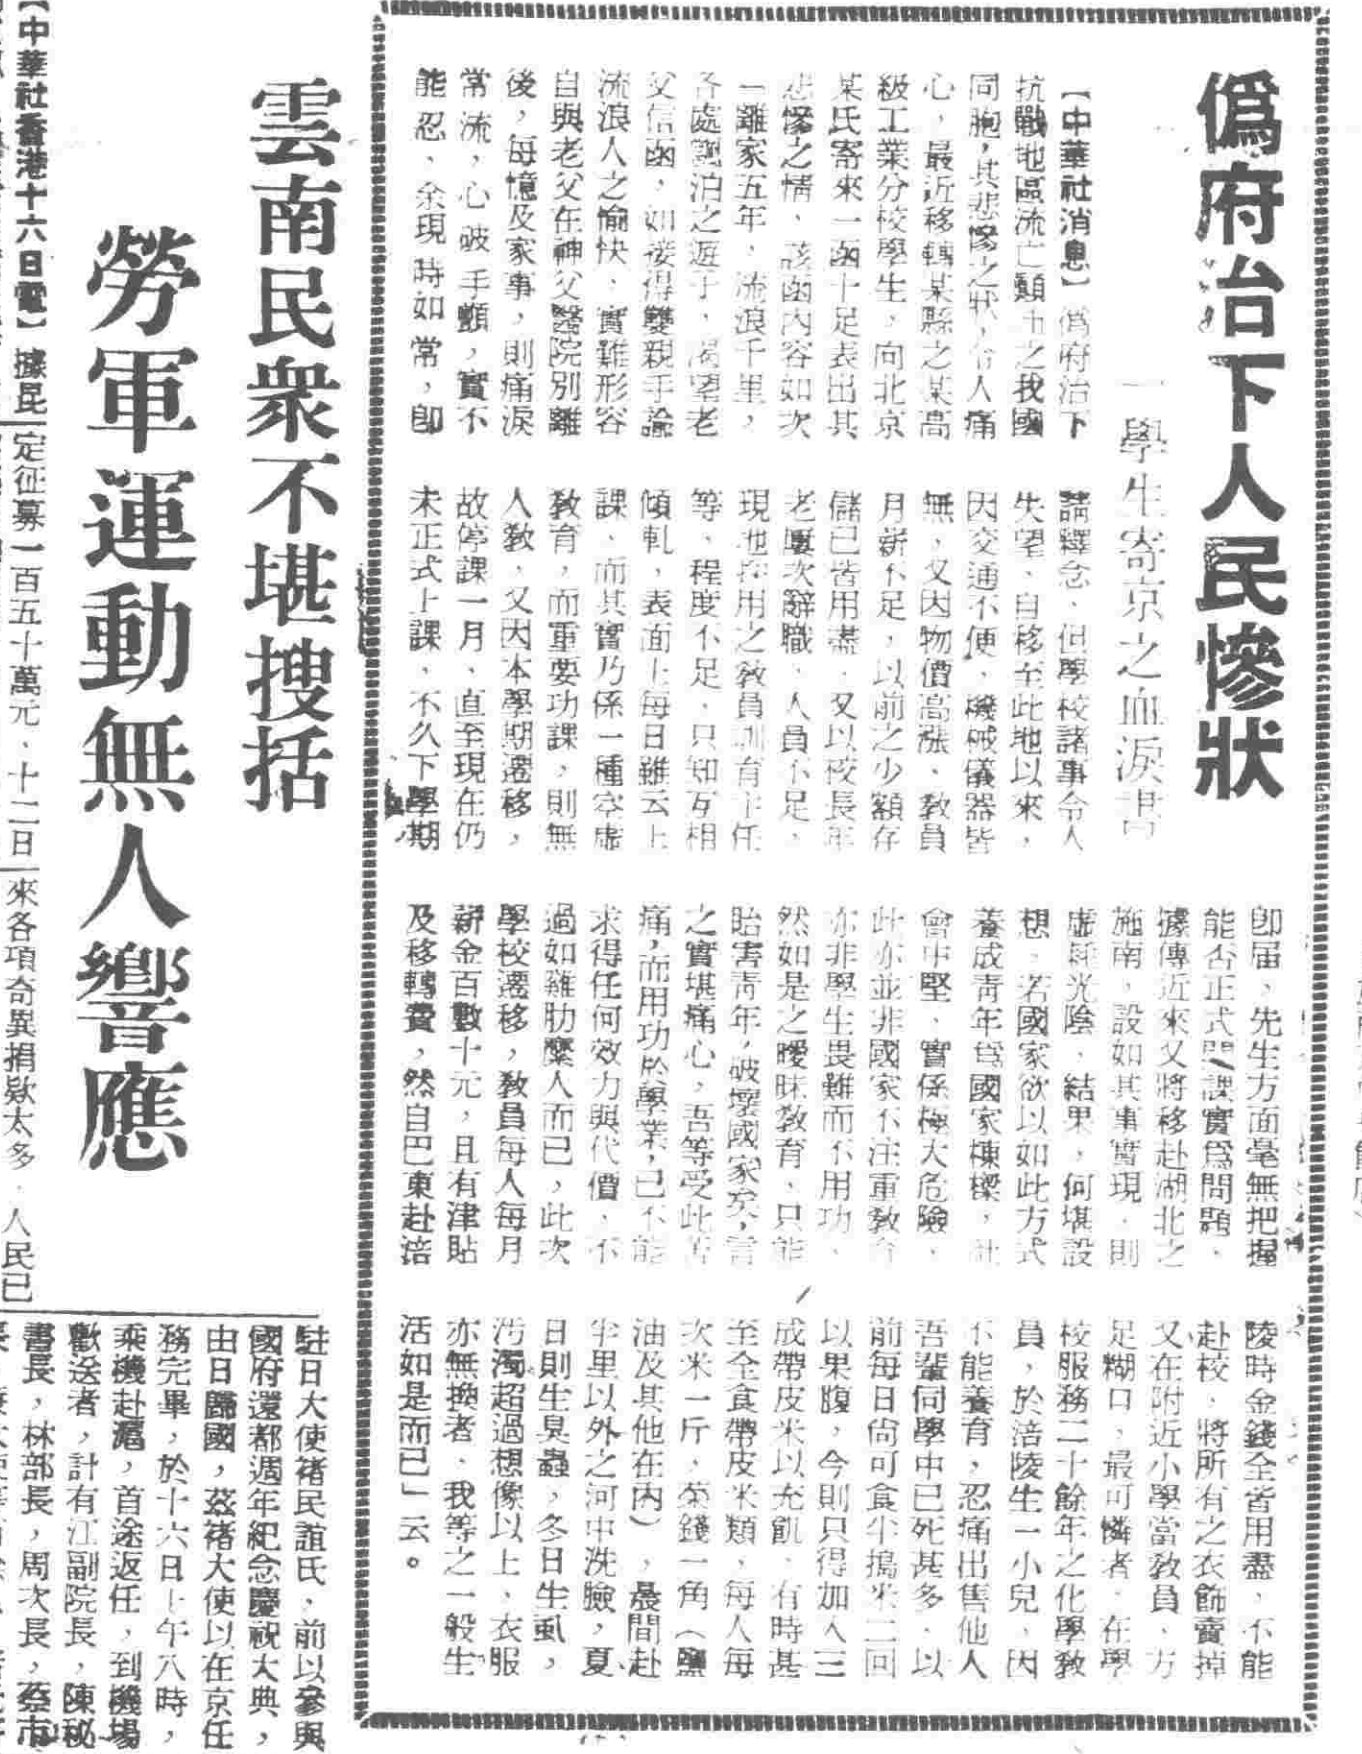 偽府治下人民慘狀
一學生寄京之血淚書
【中華社消息】偽府治下
抗戰地區流亡顛沛之我國
同胞，其悲慘之狀，令人痛
心，最近移轉某縣之某高
級工業分校學生，向北京
某氏寄來一函十足表出其
悲慘之情、該函內容如次
「離家五年、流浪千里，
各處飄泊之遊子，渴望老
父信函，如接得雙親手諭
流浪人之愉快、實難形容
自與老父在神父醫院別離
後，每憶及家事，則痛淚
常流，心破手顫，實不
能忍、余現時如常，卽
請釋念、但學校諸事令人
失望、自移至此地以來，
因交通不便、機械儀器皆
無，又因物價高漲、教員
月薪不足，以前之少額存
儲已皆用盡、又以校長年
老屢次辭職、人員不足，
現地採用之教員訓育主任
等、程度不足、只知互相
傾軋，表面上每日雖云上
課、而其實乃係一種空虛
教育，而重要功課，則無
人教，又因本學期遷移，
故停課一月、直至現在仍
未正式上課、不久下學期
卽届，先生方面毫無把握
能否正式開課實爲問題、
據傳近來又將移赴湖北之
施南，設如其事實現、則
虛耗光陰、結果，何堪設
想、若國家欲以如此方式
養成青年爲國家棟樑，社
會中堅、實係極大危險、
此亦並非國家不注重教育
亦非學生畏難而不用功、
然如是之曖昧教育、只能
貽害青年，破壞國家矣，言
之實堪痛心，吾等受此等
痛，而用功於學業，已不能
求得任何效力與代價、不
過如雞肋縻人而已，此次
學校遷移，教員每人每月
薪金百數十元，且有津貼
及移轉費，然自巴東赴涪
陵時金錢全皆用盡，不能
赴校，將所有之衣飾賣掉
又在附近小學當教員、方
足糊口，最可憐者、在學
校服務二十餘年之化學教
員，於涪陵生一小兒，因
不能養育，忍痛出售他人
吾輩同學中已死甚多、以
前每日尙可食半搗米二回
以果腹，今則只得加入三
成帶皮米以充飢、有時甚
至全食帶皮米類，每人每
次米一斤，菜錢一角（鹽
油及其他在內），晨間赴
半里以外之河中洗臉，夏
日則生臭蟲，冬日生虱，
汚濁超過想像以上、衣服
亦無換者、我等之一般生
活如是而已」云。
雲南民衆不堪搜括
勞軍運動無人響應
【中華社香港十六日電】據民
定征募一百五十萬元、十二日
來各項奇異捐欵太多、人民已
駐日大使褚民誼氏、前以參與
國府還都週年紀念慶祝大典，
由日歸國，茲褚大使以在京任
務完畢，於十六日上午八時，
乘機赴滬，首途返任，到機場
歡送者，計有江副院長，陳秘
書長，林部長，周次長，蔡市